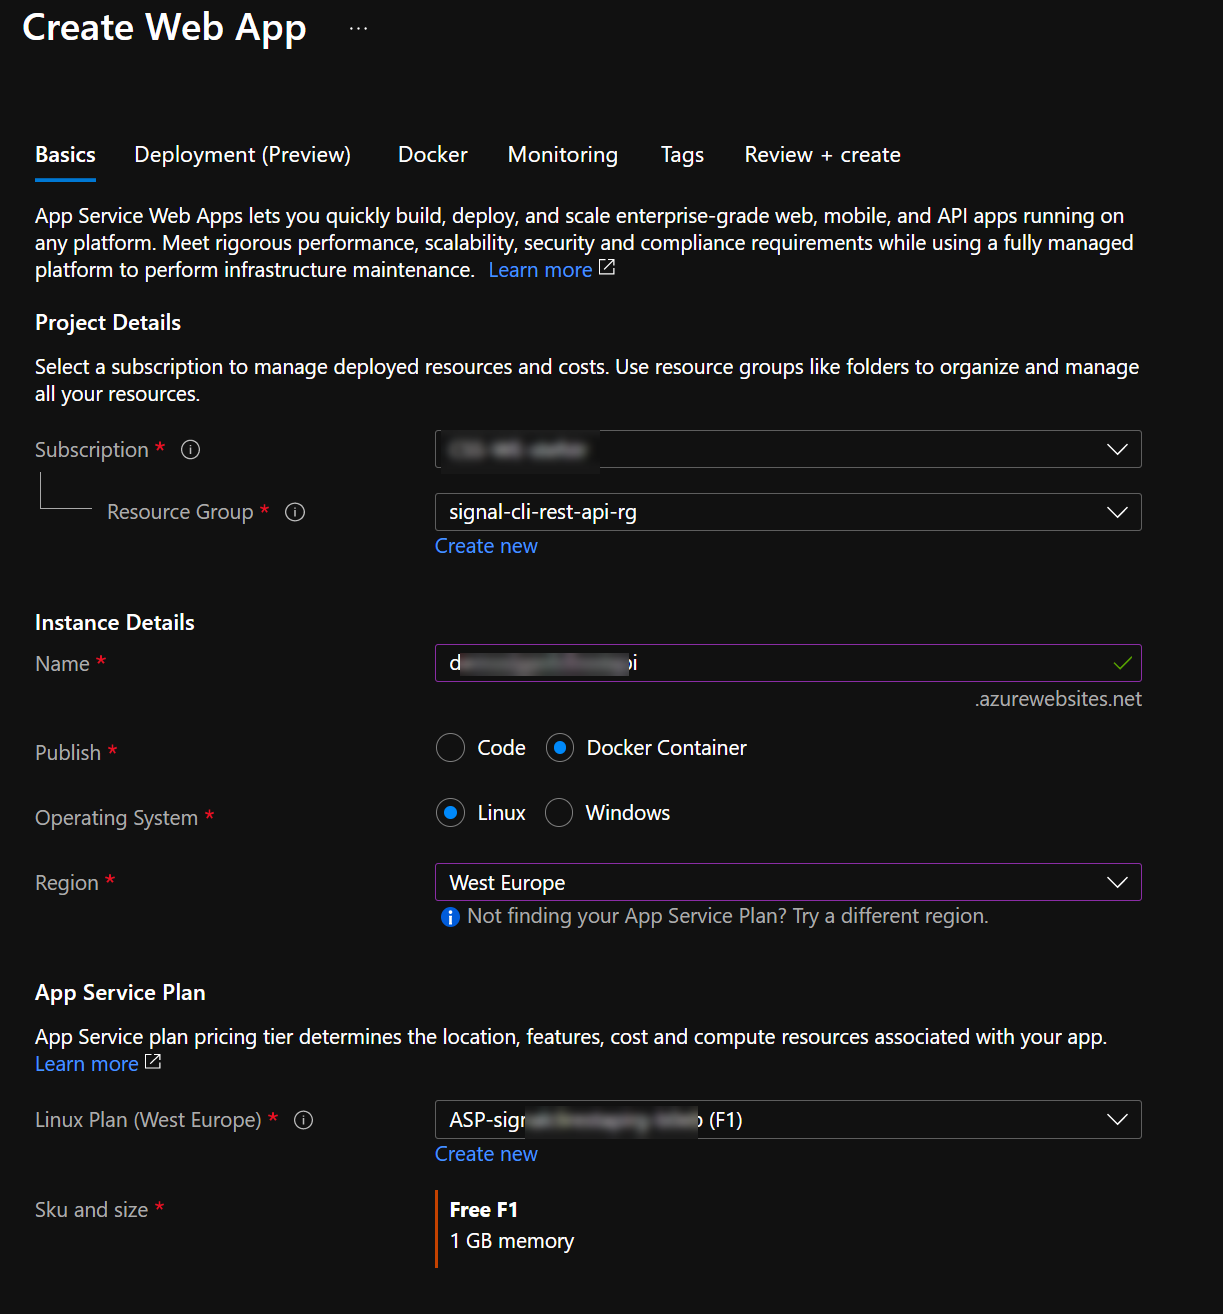 Create Web App ...
Basics Deployment (Preview) Docker Monitoring Tags Review + create
App Service Web Apps lets you quickly build, deploy, and scale enterprise-grade web, mobile, and API apps running on
any platform. Meet rigorous performance, scalability, security and compliance requirements while using a fully managed
platform to perform infrastructure maintenance. Learn more
Project Details
Select a subscription to manage deployed resources and costs. Use resource groups like folders to organize and manage
all your resources.
Subscription *
Resource Group * signal-cli-rest-api-rg
Create new
Instance Details
Name *
.azurewebsites.net
Publish * Code Docker Container
Operating System * Linux Windows
Region * West Europe
Not finding your App Service Plan? Try a different region.
App Service Plan
App Service plan pricing tier determines the location, features, cost and compute resources associated with your app.
Learn more
Linux Plan (West Europe) * (F1)
Create new
Sku and size * Free F1
1 GB memory